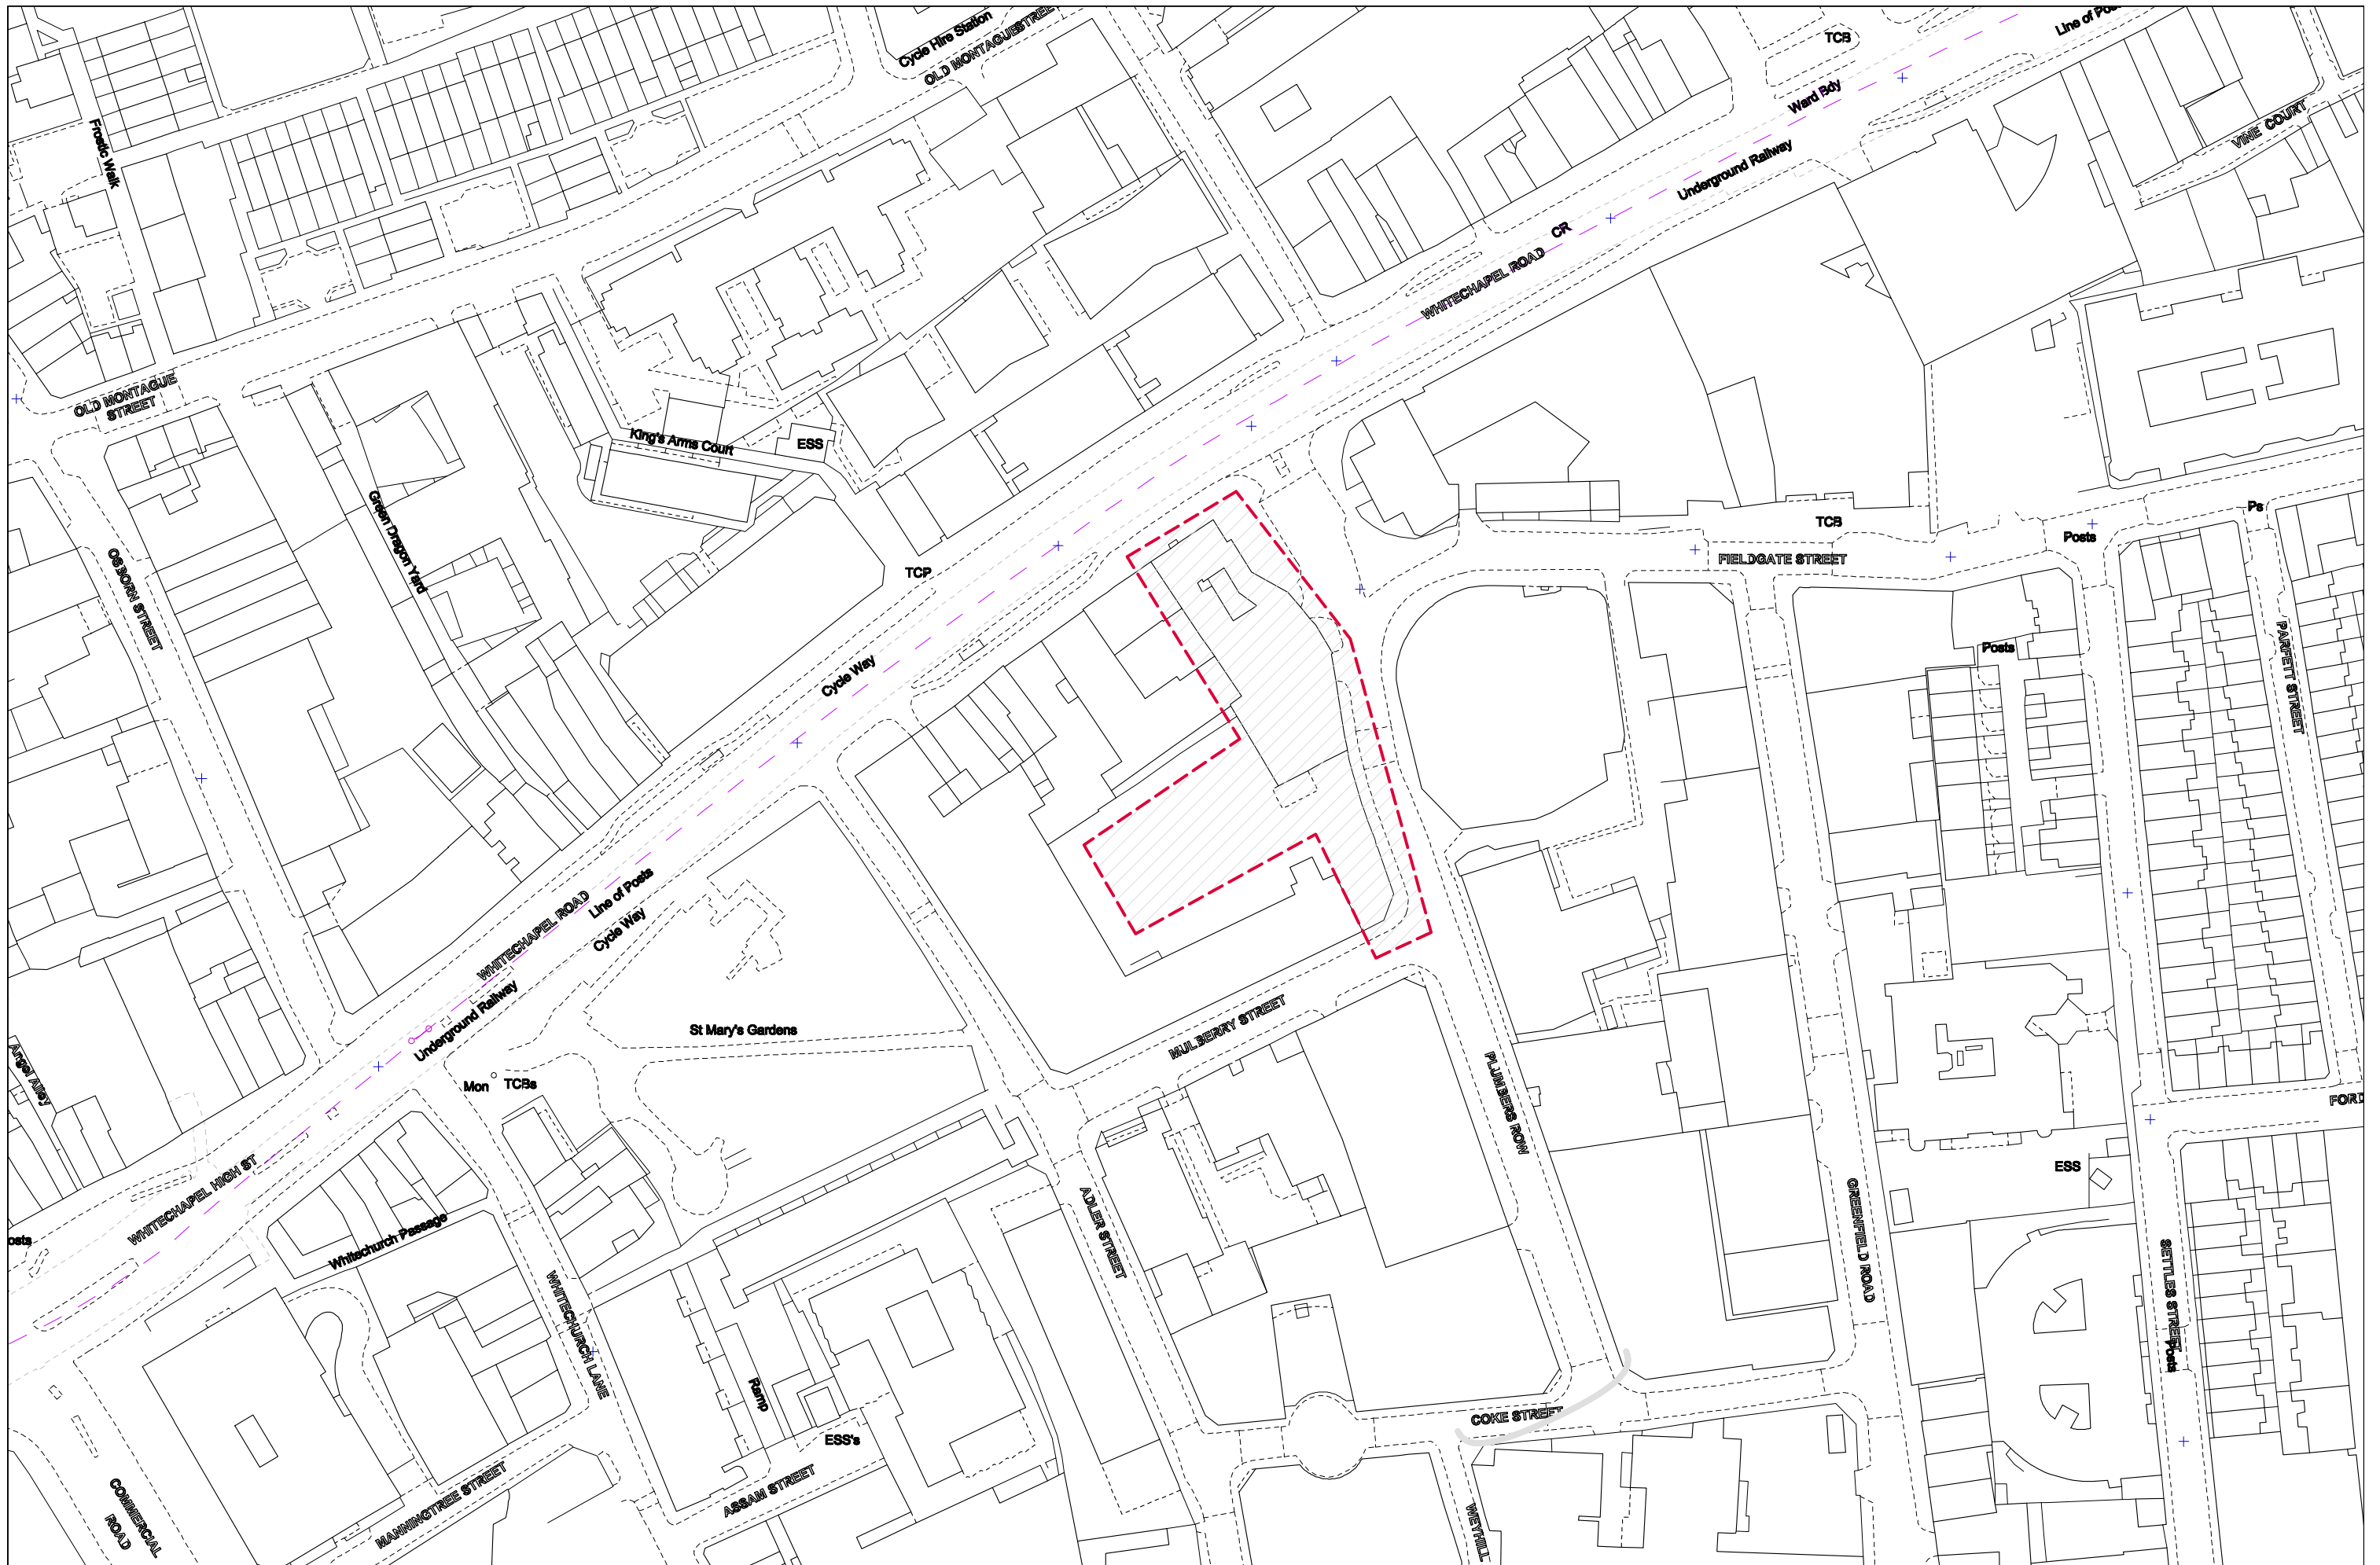 Cycle Hire Station
OLD MONTAGUE STREE
Line of Pos
TCB
Ward Bdy
VINE COURT
Underground Railway
Frostic Walk
CR
WHITECHAPEL ROAD
OLD MONTAGUE
STREET
King's Arms Court
ESS
Green Dragon Yard
OSBORN STREET
TCP
TCB
Posts
Ps
FIELDGATE STREET
Posts
PARFETT STREET
Cycle Way
WHITECHAPEL ROAD
Line of Posts
Cycle Way
Underground Railway
St Mary's Gardens
MULBERRY STREET
PLUMBERS ROW
Angel Alley
Mon
TCBs
FORD
ESS
WHITECHAPEL HIGH ST
osts
Whitechurch Passage
ADLER STREET
GREENFIELD ROAD
SETTLES STREET
Posts
WHITECHURCH LANE
Ramp
COKE STREET
ESS's
ASSAM STREET
MANNINGTREE STREET
COMMERCIAL
ROAD
WEYHILL